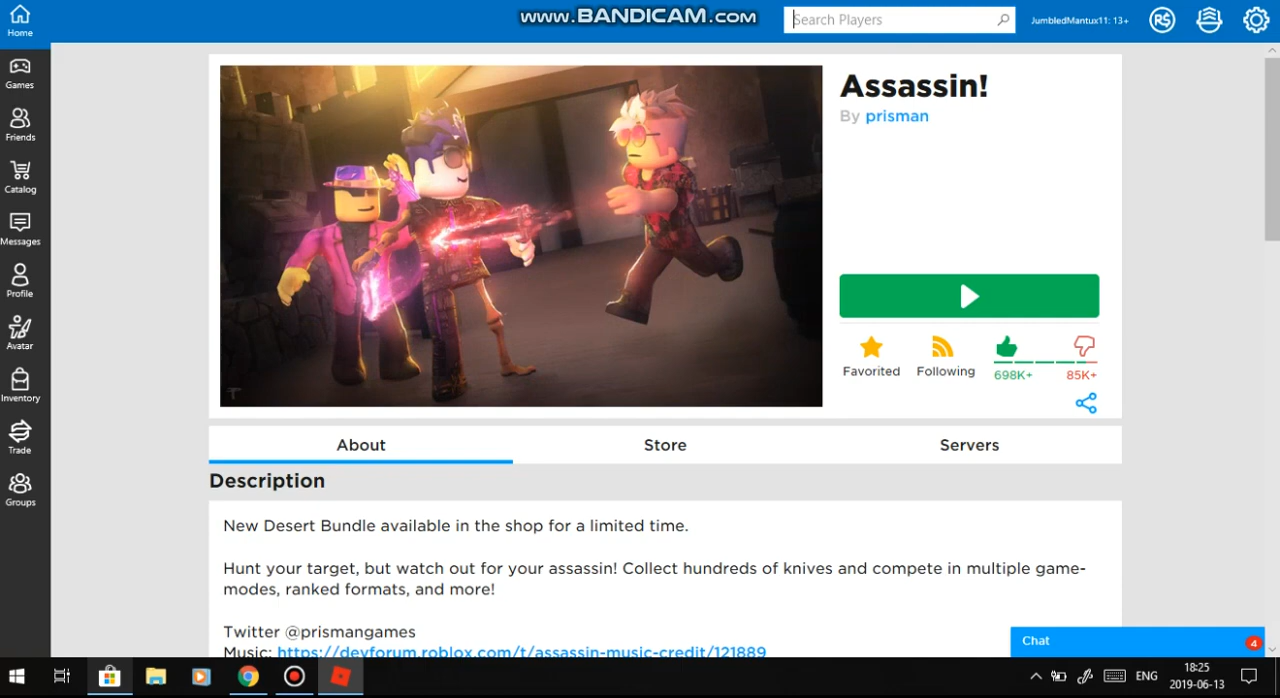 Home
www.BANDICAM.com
Search Players
JumbledMantux11: 13+
R$
Games
Friends
Catalog
Messages
Profile
Avatar
Inventory
Trade
Groups
Assassin!
By prisman
Favorited
Following
698K+
85K+
About
Store
Servers
Description
New Desert Bundle available in the shop for a limited time.
Hunt your target, but watch out for your assassin! Collect hundreds of knives and compete in multiple game-
modes, ranked formats, and more!
Twitter @prismangames
Music: https://devforum.roblox.com/t/assassin-music-credit/121889
Chat
4
ENG
18:25
2019-06-13